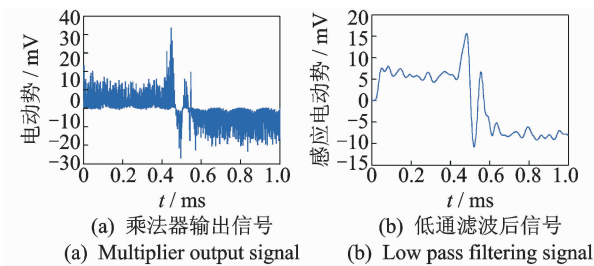 电动势 / mV
40
30
20
10
0
−10
−20
−30
0 0.2 0.4 0.6 0.8 1.0
t / ms
(a) 乘法器输出信号
(a) Multiplier output signal
感应电动势 / mV
20
15
10
5
0
−5
−10
−15
0 0.2 0.4 0.6 0.8 1.0
t / ms
(b) 低通滤波后信号
(b) Low pass filtering signal